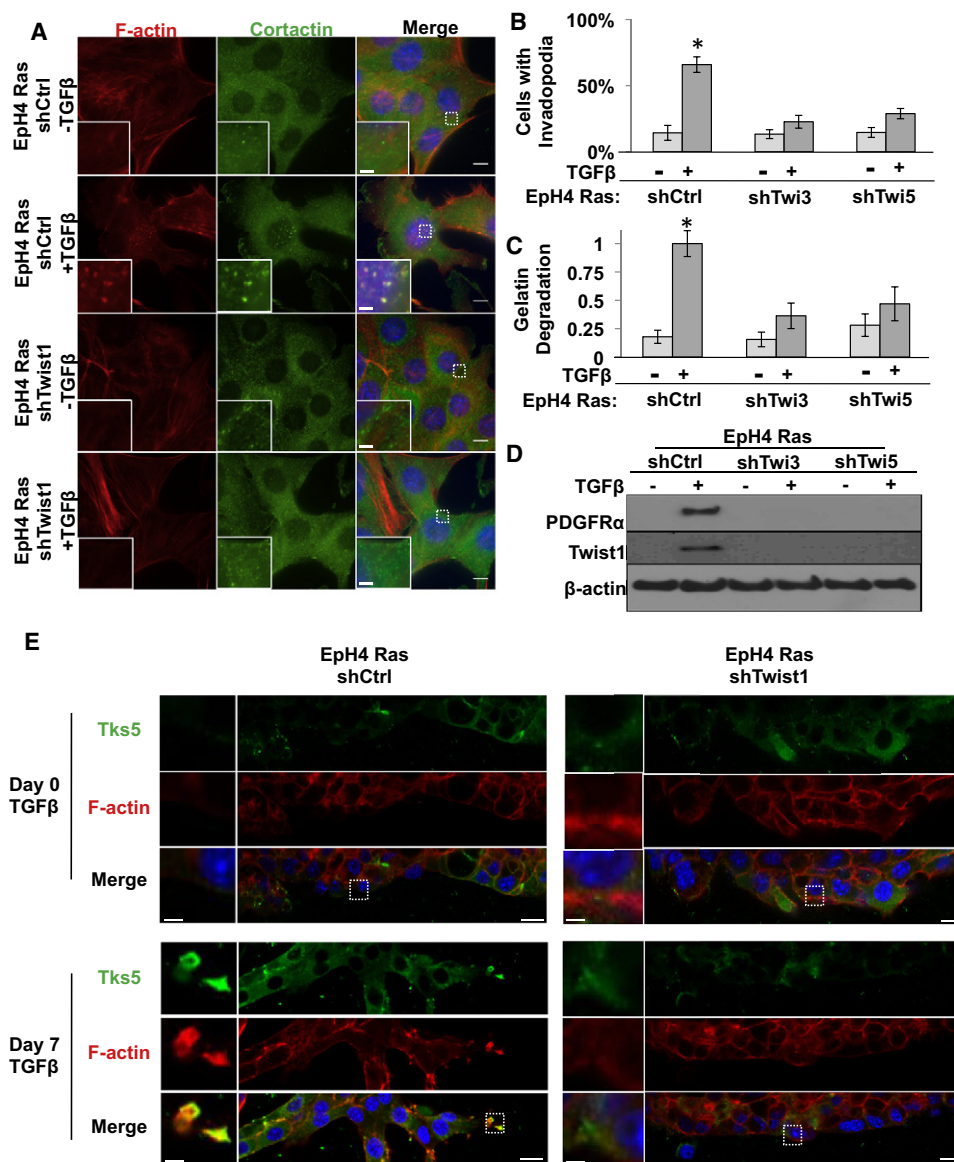 A
F-actin
Cortactin
Merge
EpH4 Ras
shCtrl
-TGFβ
EpH4 Ras
shCtrl
+TGFβ
EpH4 Ras
shTwist1
-TGFβ
EpH4 Ras
shTwist1
+TGFβ
B
Cells with
Invadopodia
100%
50%
0%
*
TGFβ - + - + - +
EpH4 Ras: shCtrl shTwi3 shTwi5
C
Gelatin
Degradation
1
0.75
0.5
0.25
0
*
TGFβ - + - + - +
EpH4 Ras: shCtrl shTwi3 shTwi5
D
EpH4 Ras
shCtrl shTwi3 shTwi5
TGFβ - + - + - +
PDGFRα
Twist1
β-actin
E
EpH4 Ras
shCtrl
EpH4 Ras
shTwist1
Day 0
TGFβ
Tks5
F-actin
Merge
Day 7
TGFβ
Tks5
F-actin
Merge